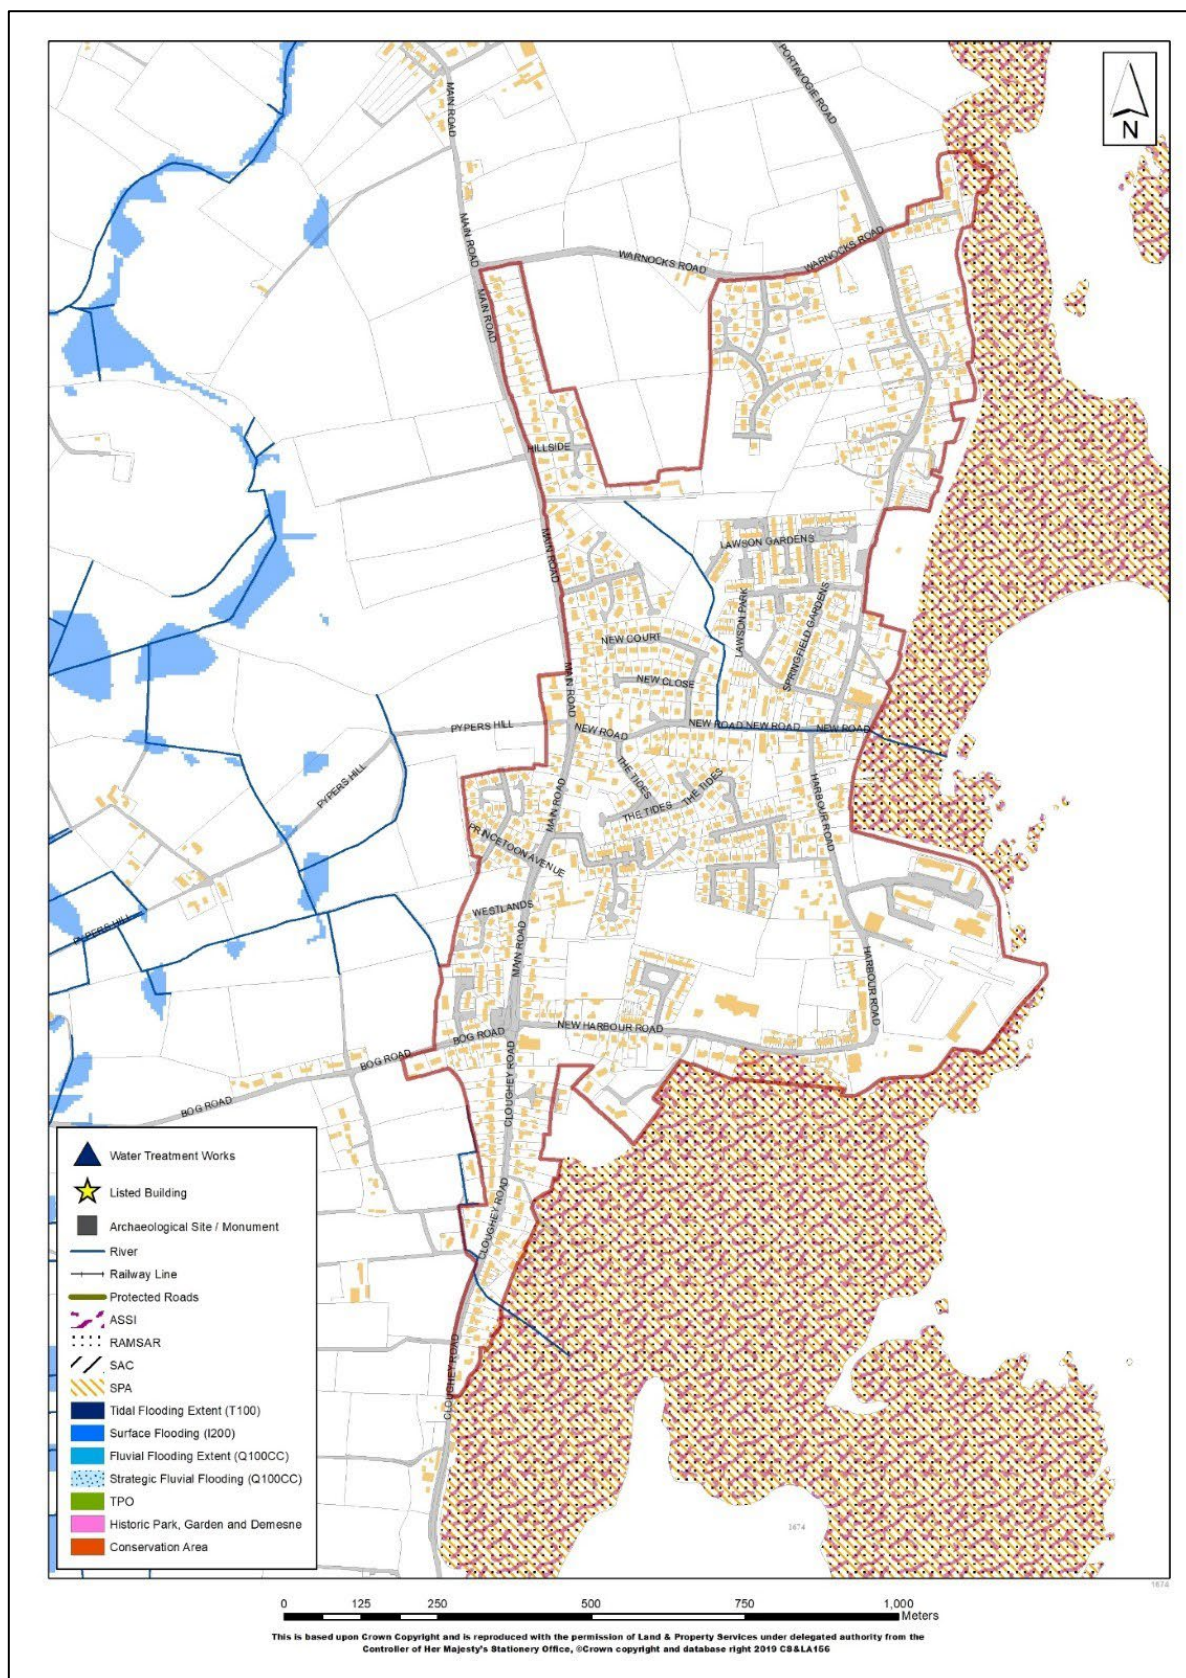 PORTAVOGIE ROAD
N
MAIN ROAD
MAIN ROAD
WARNOCKS ROAD
WARNOCKS ROAD
MAIN ROAD
HILLSIDE
MAIN ROAD
LAWSON GARDENS
LAWSON PARK
SPRINGFIELD GARDENS
NEW COURT
NEW CLOSE
MAIN ROAD
PYPERS HILL
NEW ROAD
NEW ROAD
NEW ROAD
NEW ROAD
THE TIDES
THE TIDES
THE TIDES
PYPERS HILL
MAIN ROAD
HARBOUR ROAD
PRINCETOON AVENUE
WESTLANDS
PYPERS HILL
MAIN ROAD
HARBOUR ROAD
NEW HARBOUR ROAD
BOG ROAD
BOG ROAD
BOG ROAD
CLOUGHEY ROAD
CLOUGHEY ROAD
CLOUGHEY ROAD
Water Treatment Works
Listed Building
Archaeological Site / Monument
River
Railway Line
Protected Roads
ASSI
RAMSAR
SAC
SPA
Tidal Flooding Extent (T100)
Surface Flooding (I200)
Fluvial Flooding Extent (Q100CC)
Strategic Fluvial Flooding (Q100CC)
TPO
Historic Park, Garden and Demesne
Conservation Area
1674
1674
0 125 250 500 750 1,000
Meters
This is based upon Crown Copyright and is reproduced with the permission of Land & Property Services under delegated authority from the
Controller of Her Majesty's Stationery Office, ©Crown copyright and database right 2019 CS&LA156